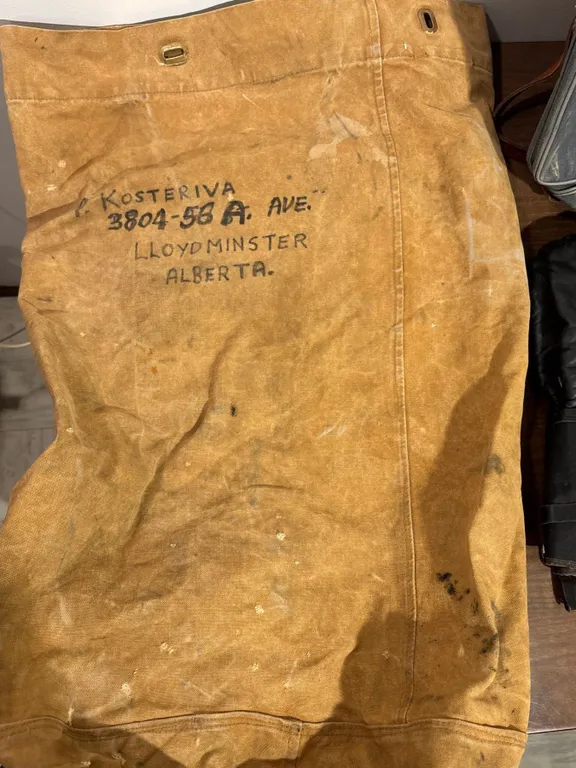 P. KOSTERIVA
3804-56 A. AVE.
LLOYDMINSTER
ALBERTA.